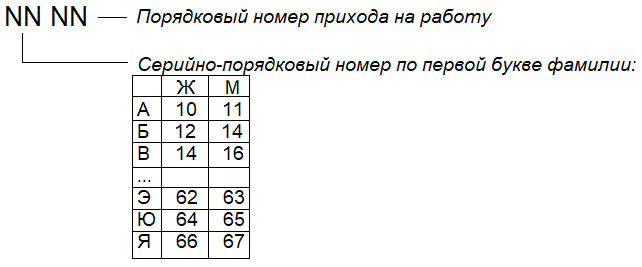 NN NN Порядковый номер прихода на работу
Серийно-порядковый номер по первой букве фамилии:
Ж М
А 10 11
Б 12 14
В 14 16
...
Э 62 63
Ю 64 65
Я 66 67